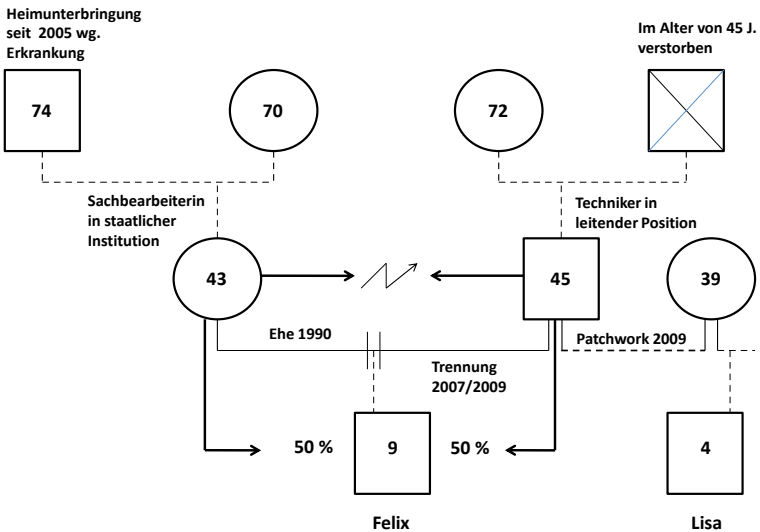 Heimunterbringung
seit 2005 wg.
Erkrankung
Im Alter von 45 J.
verstorben
74
70
72
Sachbearbeiterin
in staatlicher
Institution
Techniker in
leitender Position
43
45
39
Ehe 1990
Patchwork 2009
Trennung
2007/2009
50 %
9
50 %
4
Felix
Lisa